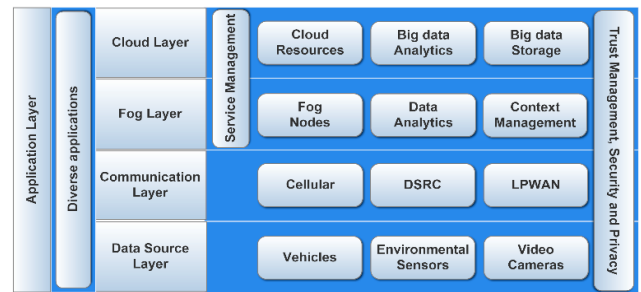 Application Layer
Diverse applications
Cloud Layer
Service Management
Cloud
Resources
Big data
Analytics
Big data
Storage
Trust Management, Security and Privacy
Fog Layer
Fog
Nodes
Data
Analytics
Context
Management
Communication
Layer
Cellular
DSRC
LPWAN
Data Source
Layer
Vehicles
Environmental
Sensors
Video
Cameras